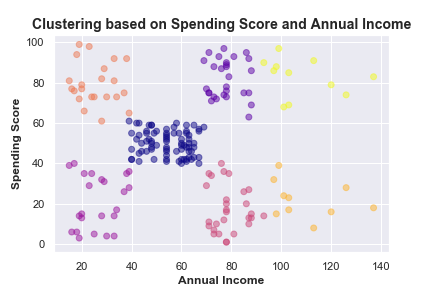 Clustering based on Spending Score and Annual Income
100
80
60
40
20
0
Spending Score
20 40 60 80 100 120 140
Annual Income